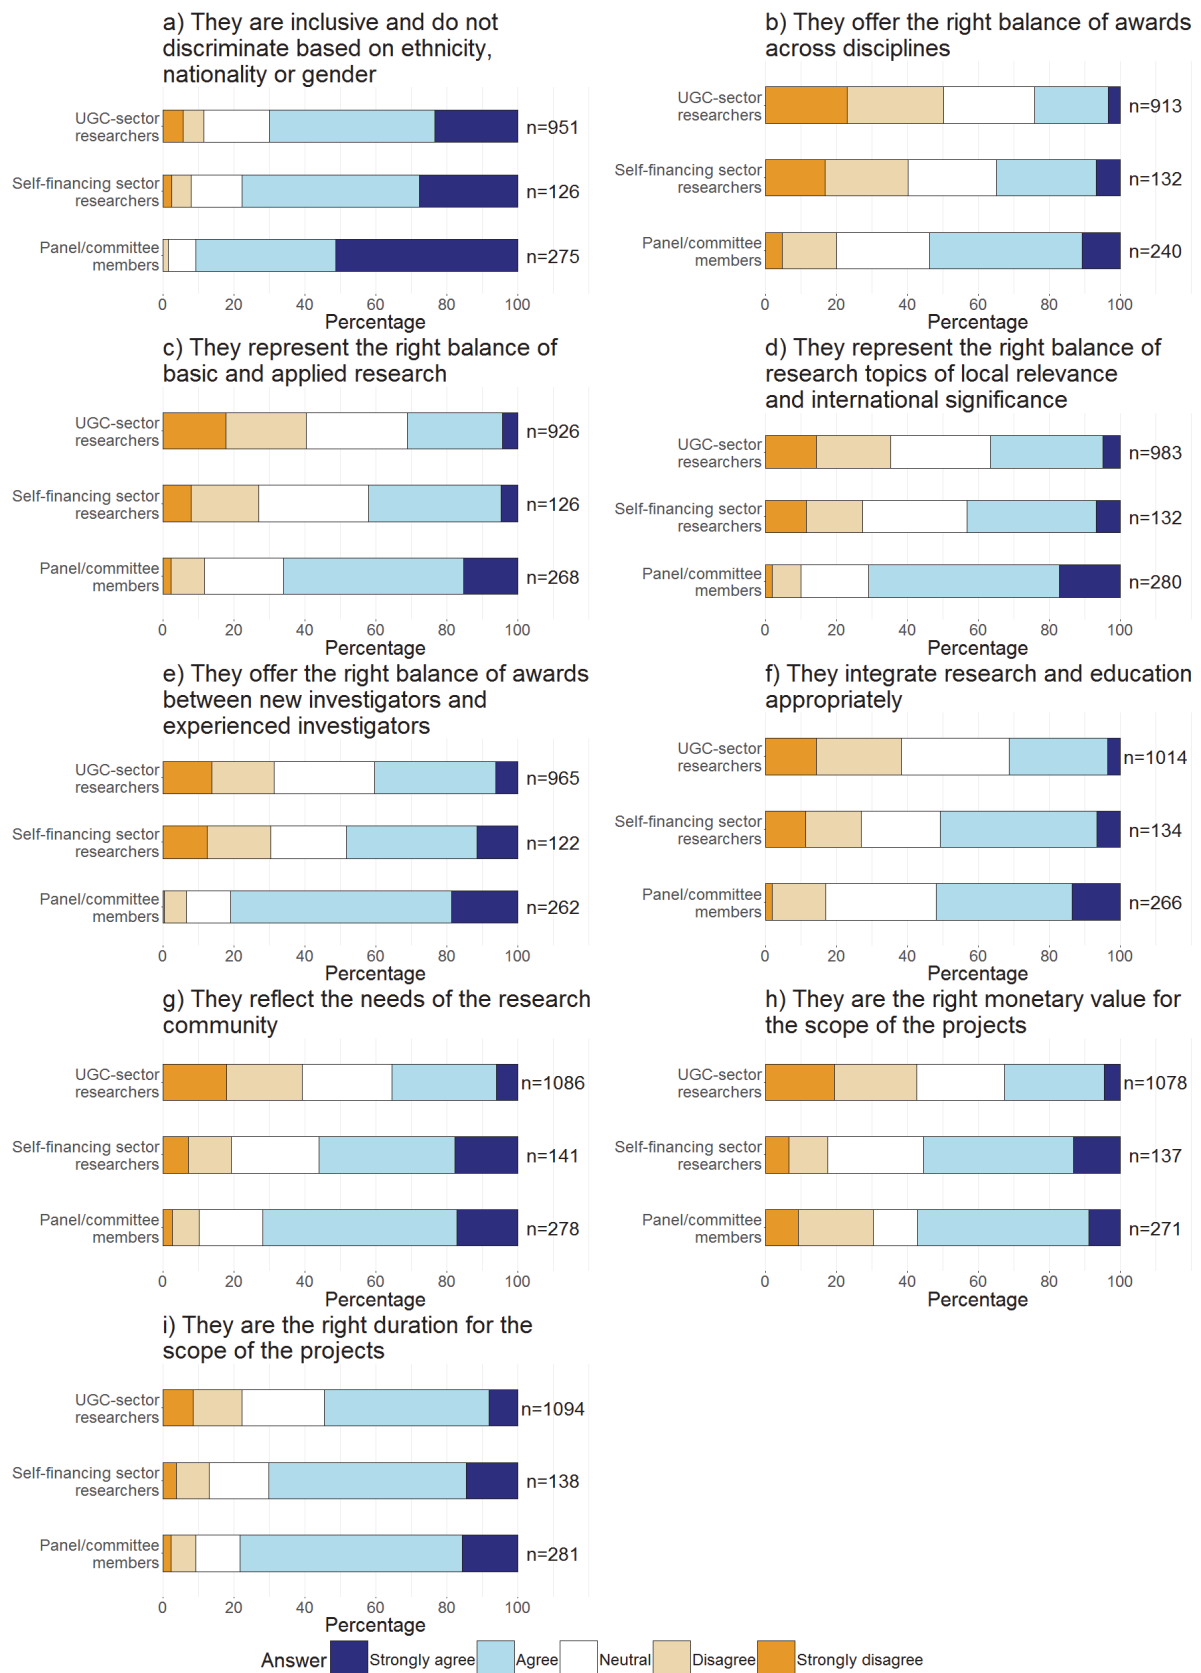 a) They are inclusive and do not
discriminate based on ethnicity,
nationality or gender
UGC-sector
researchers
n=951
Self-financing sector
researchers
n=126
Panel/committee
members
n=275
0 20 40 60 80 100
Percentage
b) They offer the right balance of awards
across disciplines
UGC-sector
researchers
n=913
Self-financing sector
researchers
n=132
Panel/committee
members
n=240
0 20 40 60 80 100
Percentage
c) They represent the right balance of
basic and applied research
UGC-sector
researchers
n=926
Self-financing sector
researchers
n=126
Panel/committee
members
n=268
0 20 40 60 80 100
Percentage
d) They represent the right balance of
research topics of local relevance
and international significance
UGC-sector
researchers
n=983
Self-financing sector
researchers
n=132
Panel/committee
members
n=280
0 20 40 60 80 100
Percentage
e) They offer the right balance of awards
between new investigators and
experienced investigators
UGC-sector
researchers
n=965
Self-financing sector
researchers
n=122
Panel/committee
members
n=262
0 20 40 60 80 100
Percentage
f) They integrate research and education
appropriately
UGC-sector
researchers
n=1014
Self-financing sector
researchers
n=134
Panel/committee
members
n=266
0 20 40 60 80 100
Percentage
g) They reflect the needs of the research
community
UGC-sector
researchers
n=1086
Self-financing sector
researchers
n=141
Panel/committee
members
n=278
0 20 40 60 80 100
Percentage
h) They are the right monetary value for
the scope of the projects
UGC-sector
researchers
n=1078
Self-financing sector
researchers
n=137
Panel/committee
members
n=271
0 20 40 60 80 100
Percentage
i) They are the right duration for the
scope of the projects
UGC-sector
researchers
n=1094
Self-financing sector
researchers
n=138
Panel/committee
members
n=281
0 20 40 60 80 100
Percentage
Answer Strongly agree Agree Neutral Disagree Strongly disagree